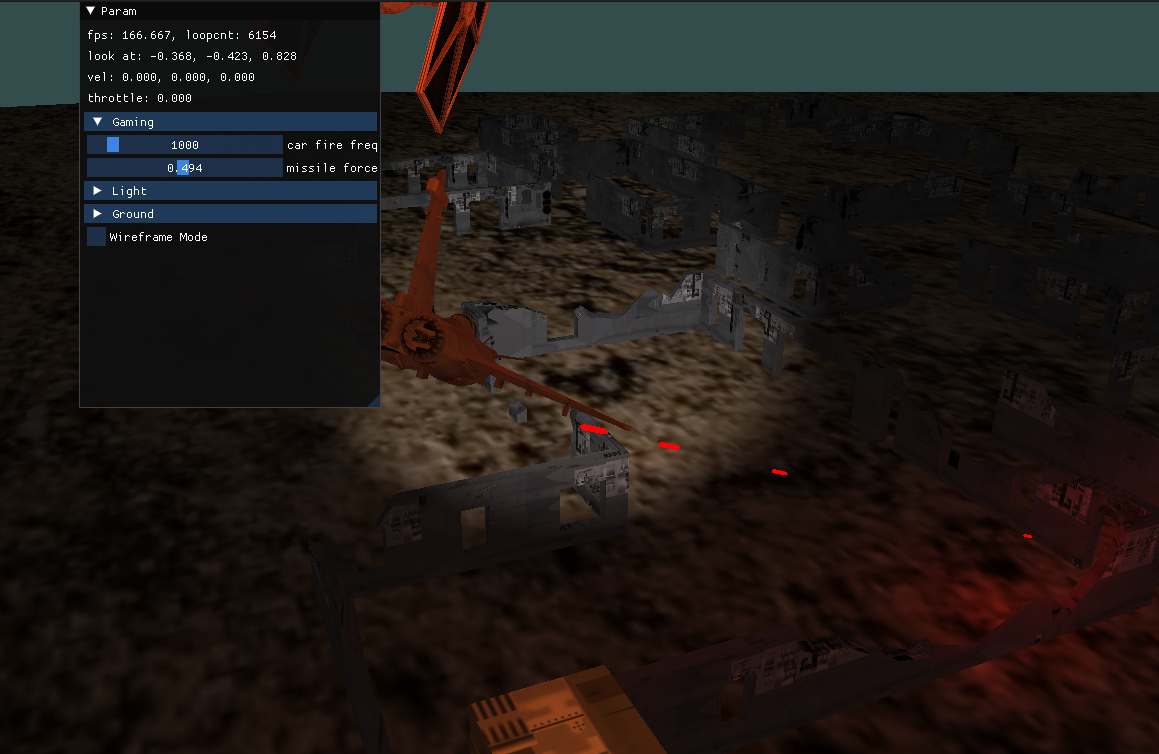 Param
fps: 166.667, loopcnt: 6154
look at: -0.368, -0.423, 0.828
vel: 0.000, 0.000, 0.000
throttle: 0.000
Gaming
1000 car fire freq
0.494 missile force
Light
Ground
Wireframe Mode